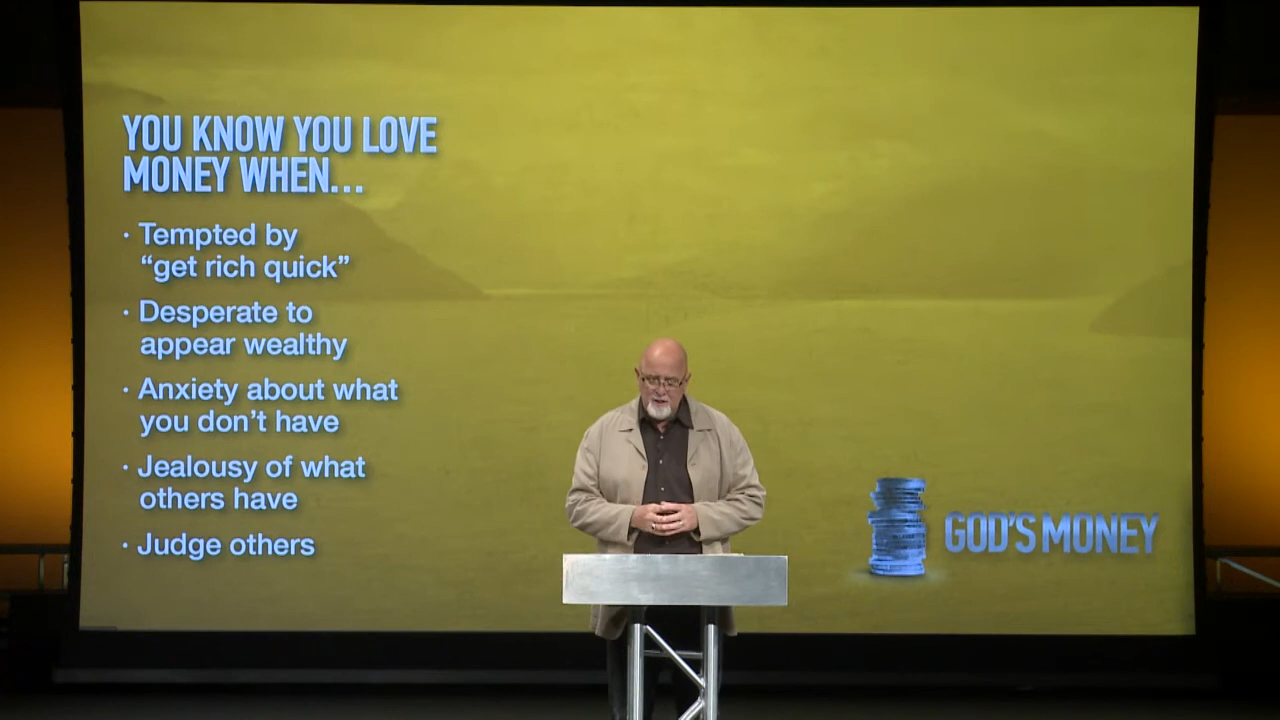 YOU KNOW YOU LOVE
MONEY WHEN...
· Tempted by
“get rich quick”
· Desperate to
appear wealthy
· Anxiety about what
you don’t have
· Jealousy of what
others have
· Judge others
GOD’S MONEY